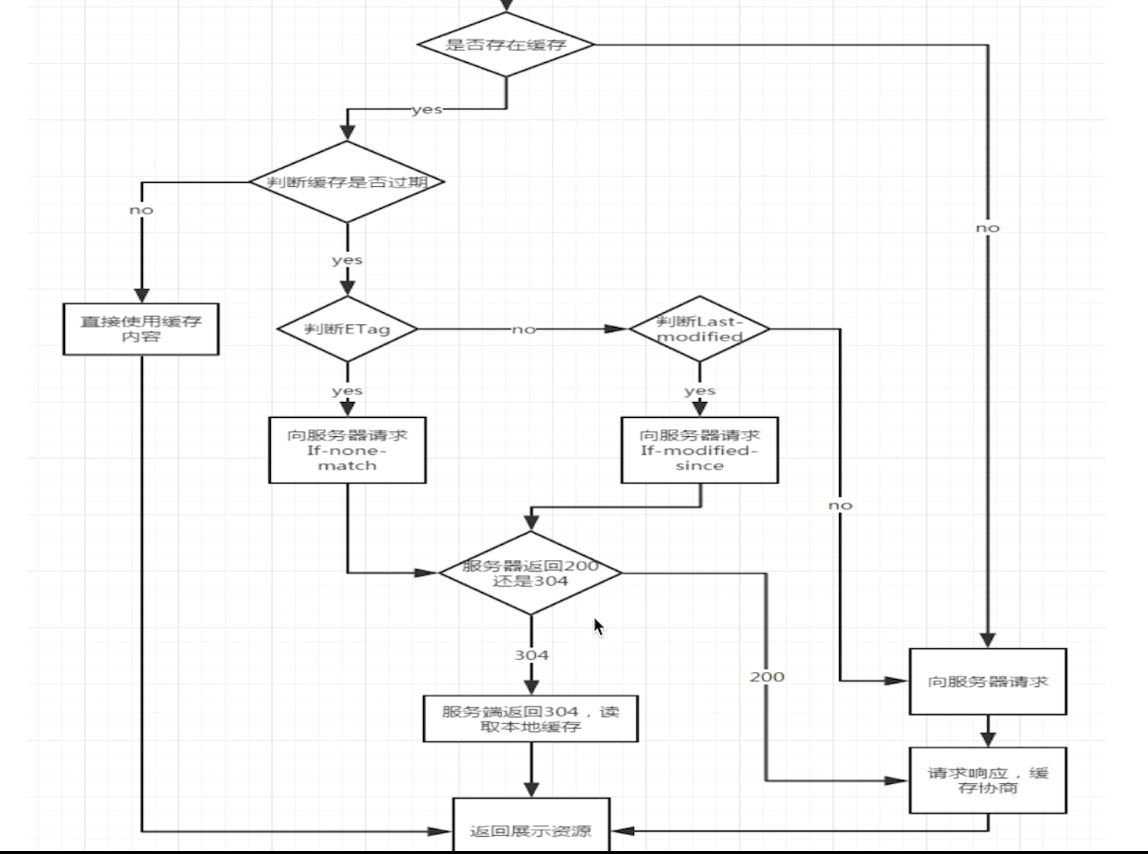 是否存在缓存
yes
判断缓存是否过期
no
no
yes
直接使用缓存
内容
判断ETag
no
判断Last-
modified
yes
yes
向服务器请求
If-none-
match
向服务器请求
If-modified-
since
no
服务器返回200
还是304
304
200
向服务器请求
服务端返回304，读
取本地缓存
请求响应，缓
存协商
返回展示资源